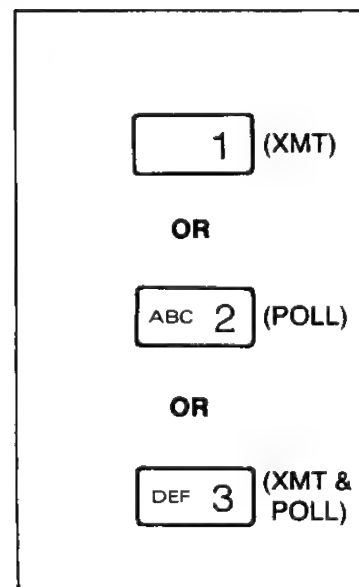 1 (XMT)
OR
ABC 2 (POLL)
OR
DEF 3 (XMT &
POLL)